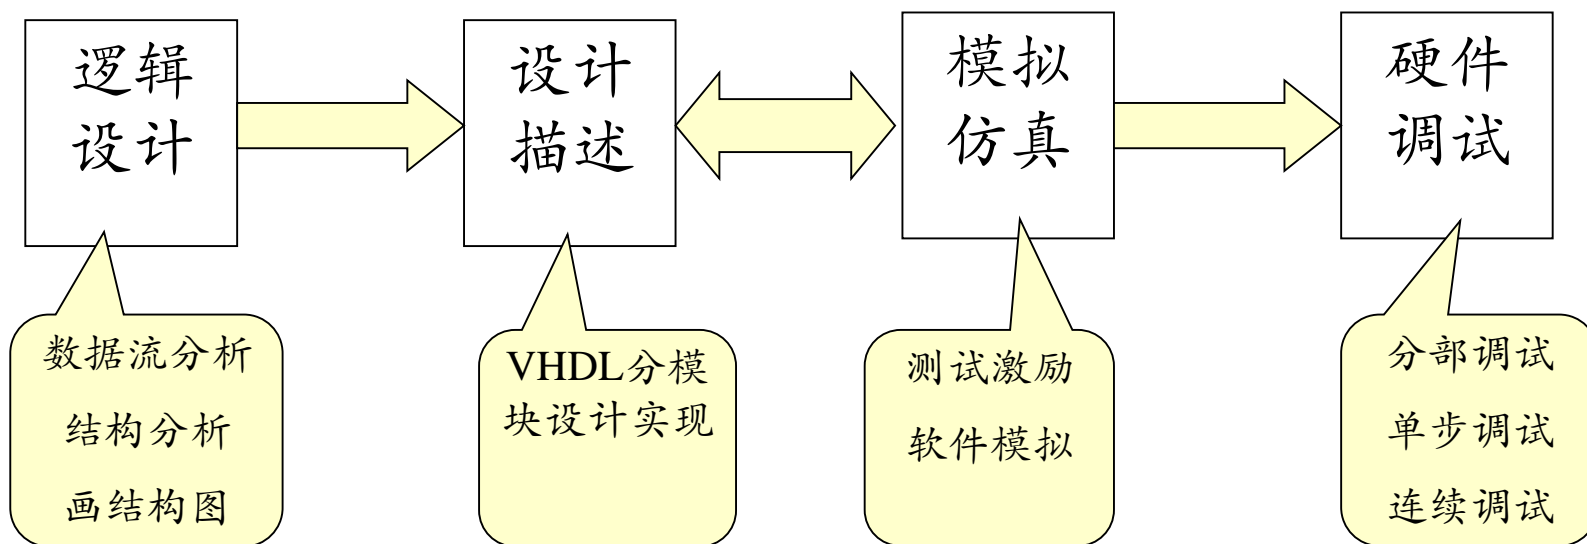 逻辑
设计
设计
描述
模拟
仿真
硬件
调试
数据流分析
结构分析
画结构图
VHDL分模
块设计实现
测试激励
软件模拟
分部调试
单步调试
连续调试